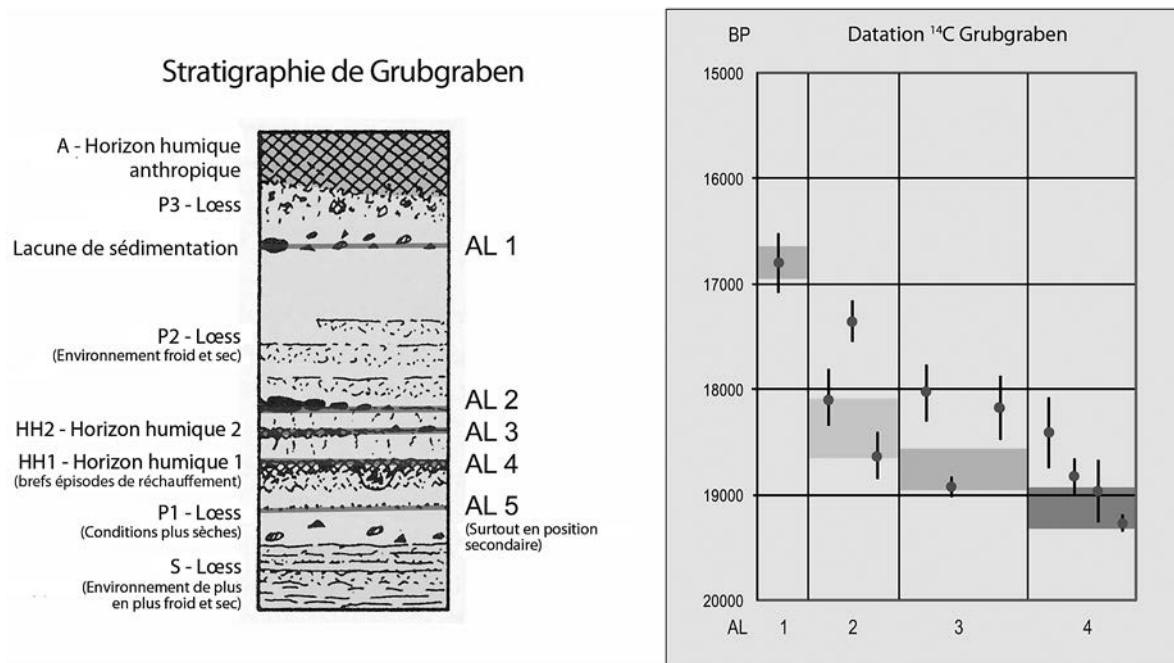 Stratigraphie de Grubgraben
A - Horizon humique
anthropique
P3 - Lœss
Lacune de sédimentation
AL 1
P2 - Lœss
(Environnement froid et sec)
AL 2
HH2 - Horizon humique 2
AL 3
HH1 - Horizon humique 1
(brefs épisodes de réchauffement)
AL 4
P1 - Lœss
(Conditions plus sèches)
AL 5
(Surtout en position
secondaire)
S - Lœss
(Environnement de plus
en plus froid et sec)
BP
Datation ¹⁴C Grubgraben
15000
16000
17000
18000
19000
20000
AL 1 2 3 4